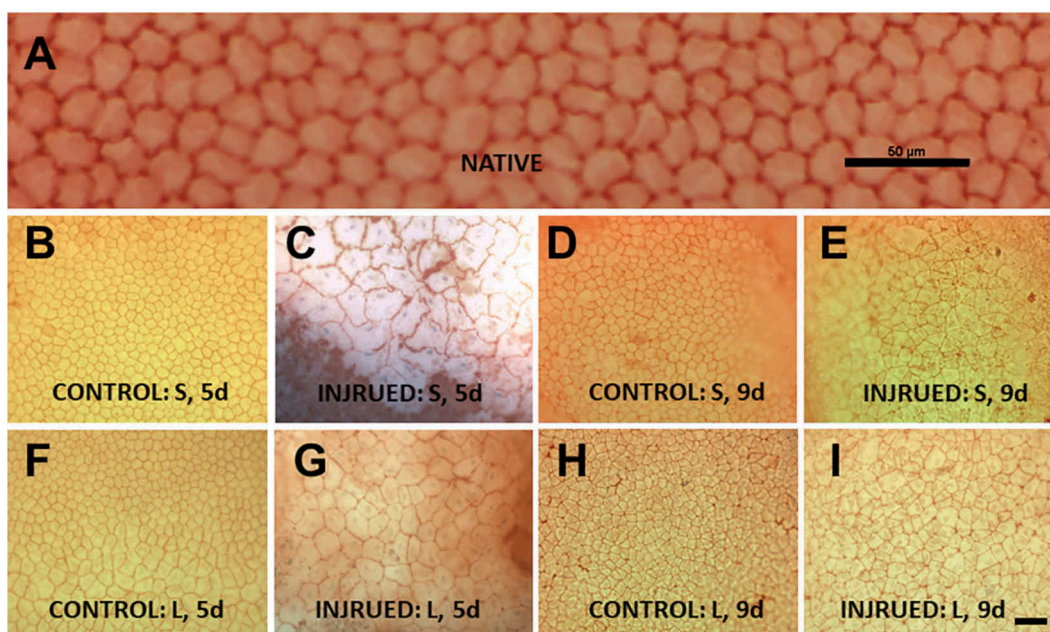 A
50 µm
NATIVE
B
CONTROL: S, 5d
C
INJRUED: S, 5d
D
CONTROL: S, 9d
E
INJRUED: S, 9d
F
CONTROL: L, 5d
G
INJRUED: L, 5d
H
CONTROL: L, 9d
I
INJRUED: L, 9d